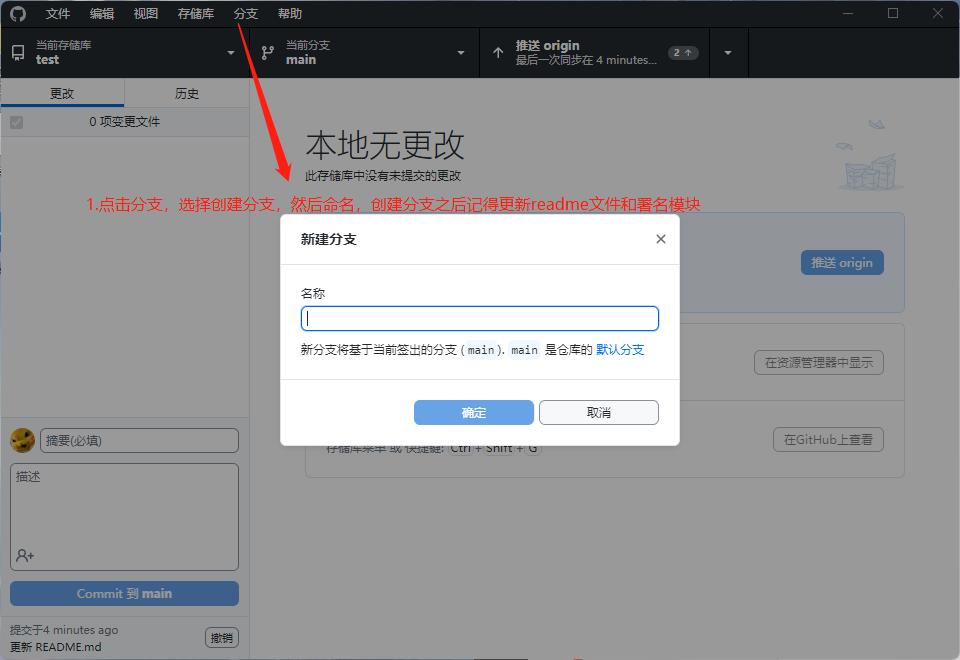 文件 编辑 视图 存储库 分支 帮助
当前存储库
test
当前分支
main
推送 origin
最后一次同步在 4 minutes...
2 ↑
更改 历史
0 项变更文件
本地无更改
此存储库中没有未提交的更改
1.点击分支，选择创建分支，然后命名，创建分支之后记得更新readme文件和署名模块
新建分支
名称
新分支将基于当前签出的分支 (main). main 是仓库的 默认分支
确定 取消
推送 origin
在资源管理器中显示
存储库菜单 或 快捷键: Ctrl + Shift + G
在GitHub上查看
摘要(必填)
描述
Commit 到 main
提交于4 minutes ago
更新 README.md
撤销